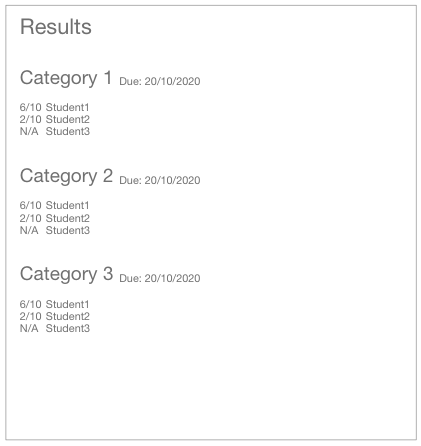 Results
Category 1 Due: 20/10/2020
6/10 Student1
2/10 Student2
N/A Student3
Category 2 Due: 20/10/2020
6/10 Student1
2/10 Student2
N/A Student3
Category 3 Due: 20/10/2020
6/10 Student1
2/10 Student2
N/A Student3